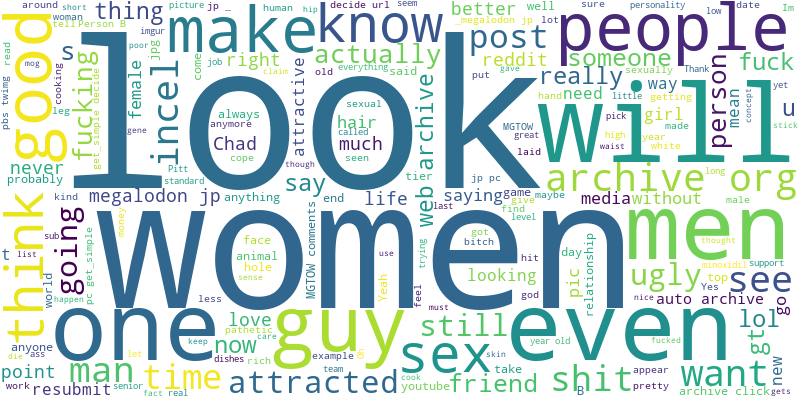 around short picture jp _ human hip decide url seem
woman tell Person B imgur
thing make know post better well _megalodon jp Im people
read mog cooking s right job come claim poor jpg
old said actually reddit lot personality sure date low Thank
good look will someone fuck
fucking get_simple decide incel female attractive everything put really way sexually yet
pbs twimg leg always sexual hair anymore called need hand getting little person mean u
girl year made concept stick
never gene Chad much seen MGTOW great pick high white
probably Pitt cope though tier laid waist
kind standard say end web archive jp pc archive org long
megalodon jp anything life saying game maybe media without male
t sub going women last give find level men thought
list money face got bitch day ugly minoxidil support
think pc get_simple animal hole sense MGTOW comments use trying looking hit pic relationship top Yes see
world happen less Yeah feel god nice auto archive go
one guy must even
anyone love keep pathetic care still year old fucked lol gt
die ass let now dishes rich example team sex skin appear
point man time attracted cook friend take shit B pretty want new
work resubmit senior fact real youtube archive click gets